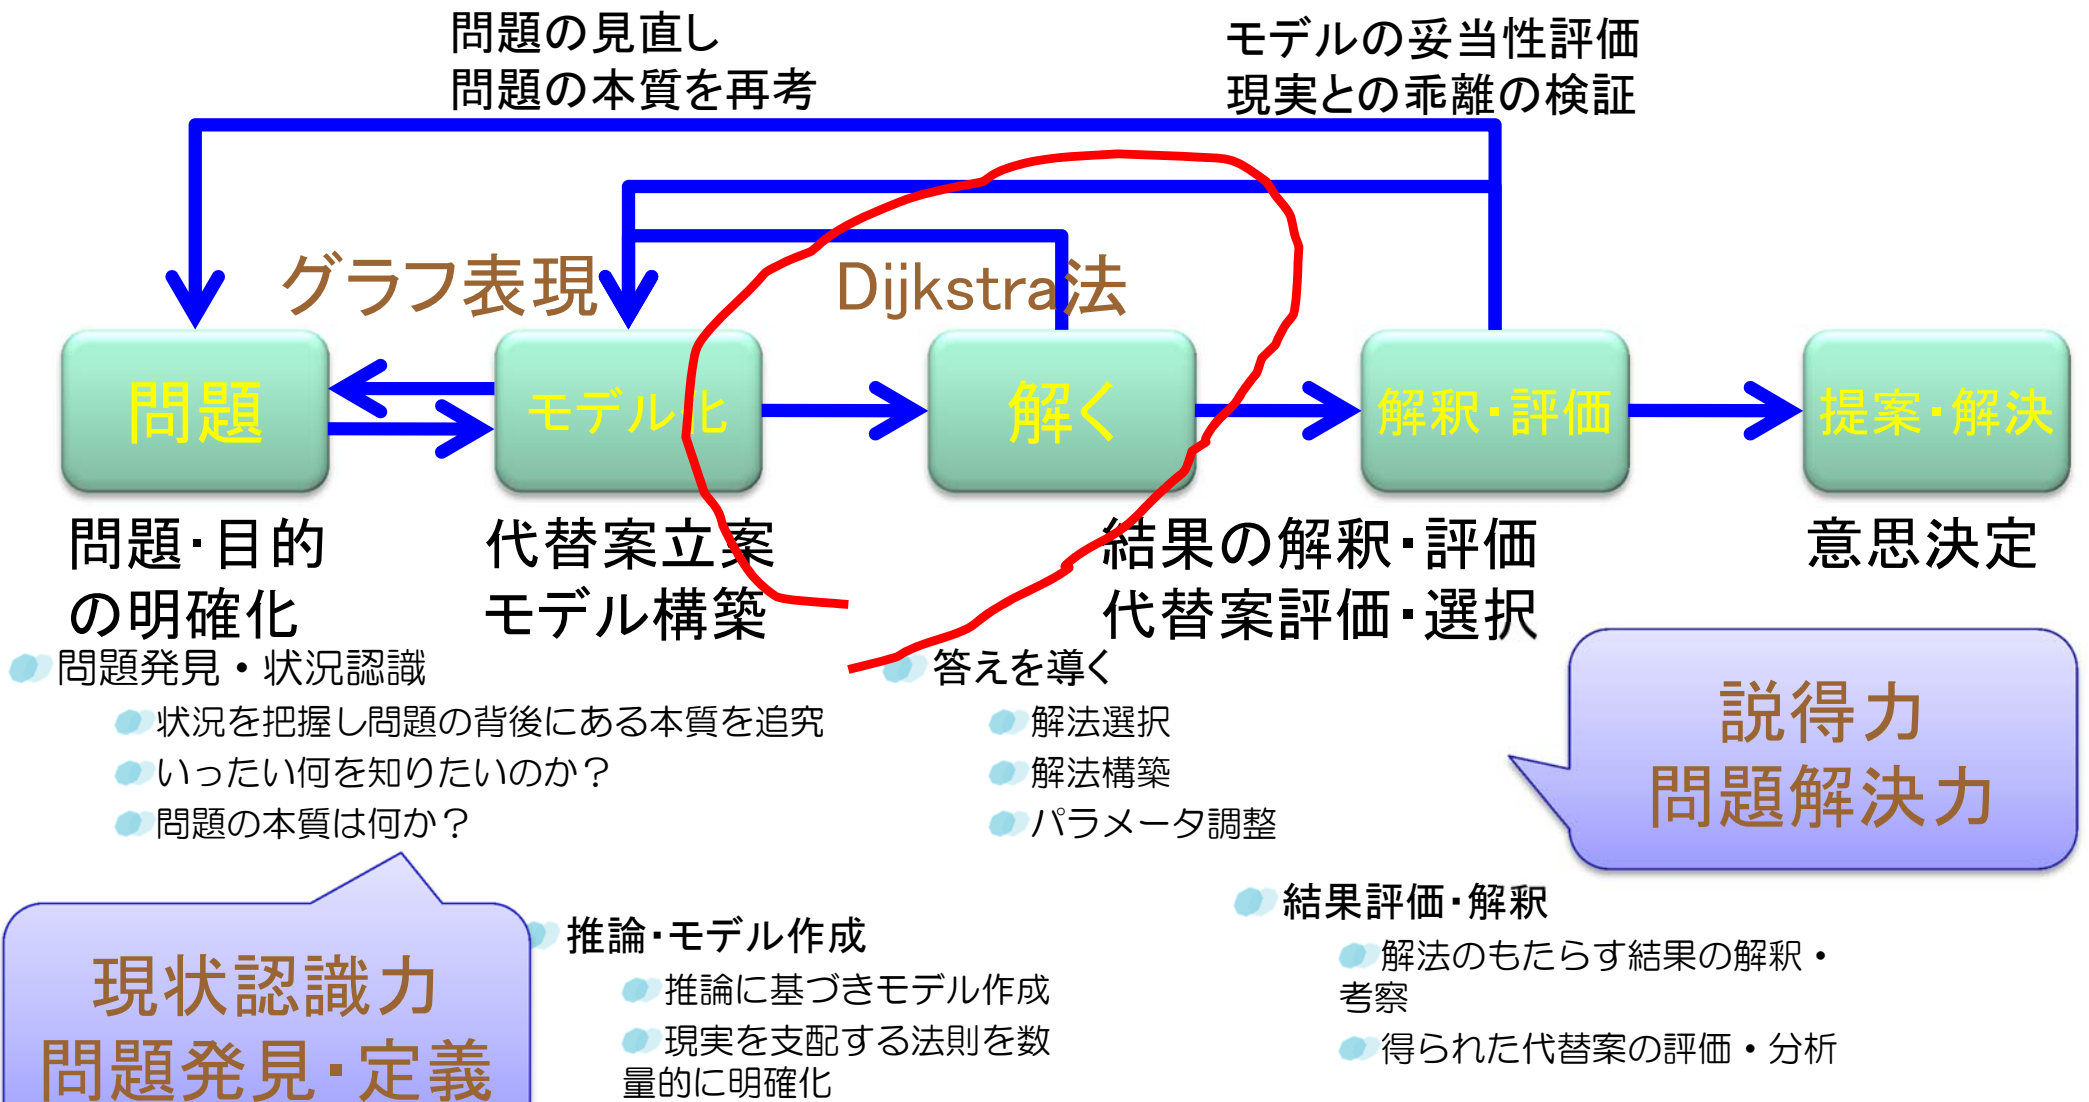 問題の見直し
問題の本質を再考
モデルの妥当性評価
現実との乖離の検証
グラフ表現
Dijkstra法
問題
モデル化
解く
解釈・評価
提案・解決
問題・目的
の明確化
代替案立案
モデル構築
結果の解釈・評価
代替案評価・選択
意思決定
問題発見・状況認識
状況を把握し問題の背後にある本質を追究
いったい何を知りたいのか？
問題の本質は何か？
答えを導く
解法選択
解法構築
パラメータ調整
説得力
問題解決力
現状認識力
問題発見・定義
推論・モデル作成
推論に基づきモデル作成
現実を支配する法則を数
量的に明確化
結果評価・解釈
解法のもたらす結果の解釈・
考察
得られた代替案の評価・分析